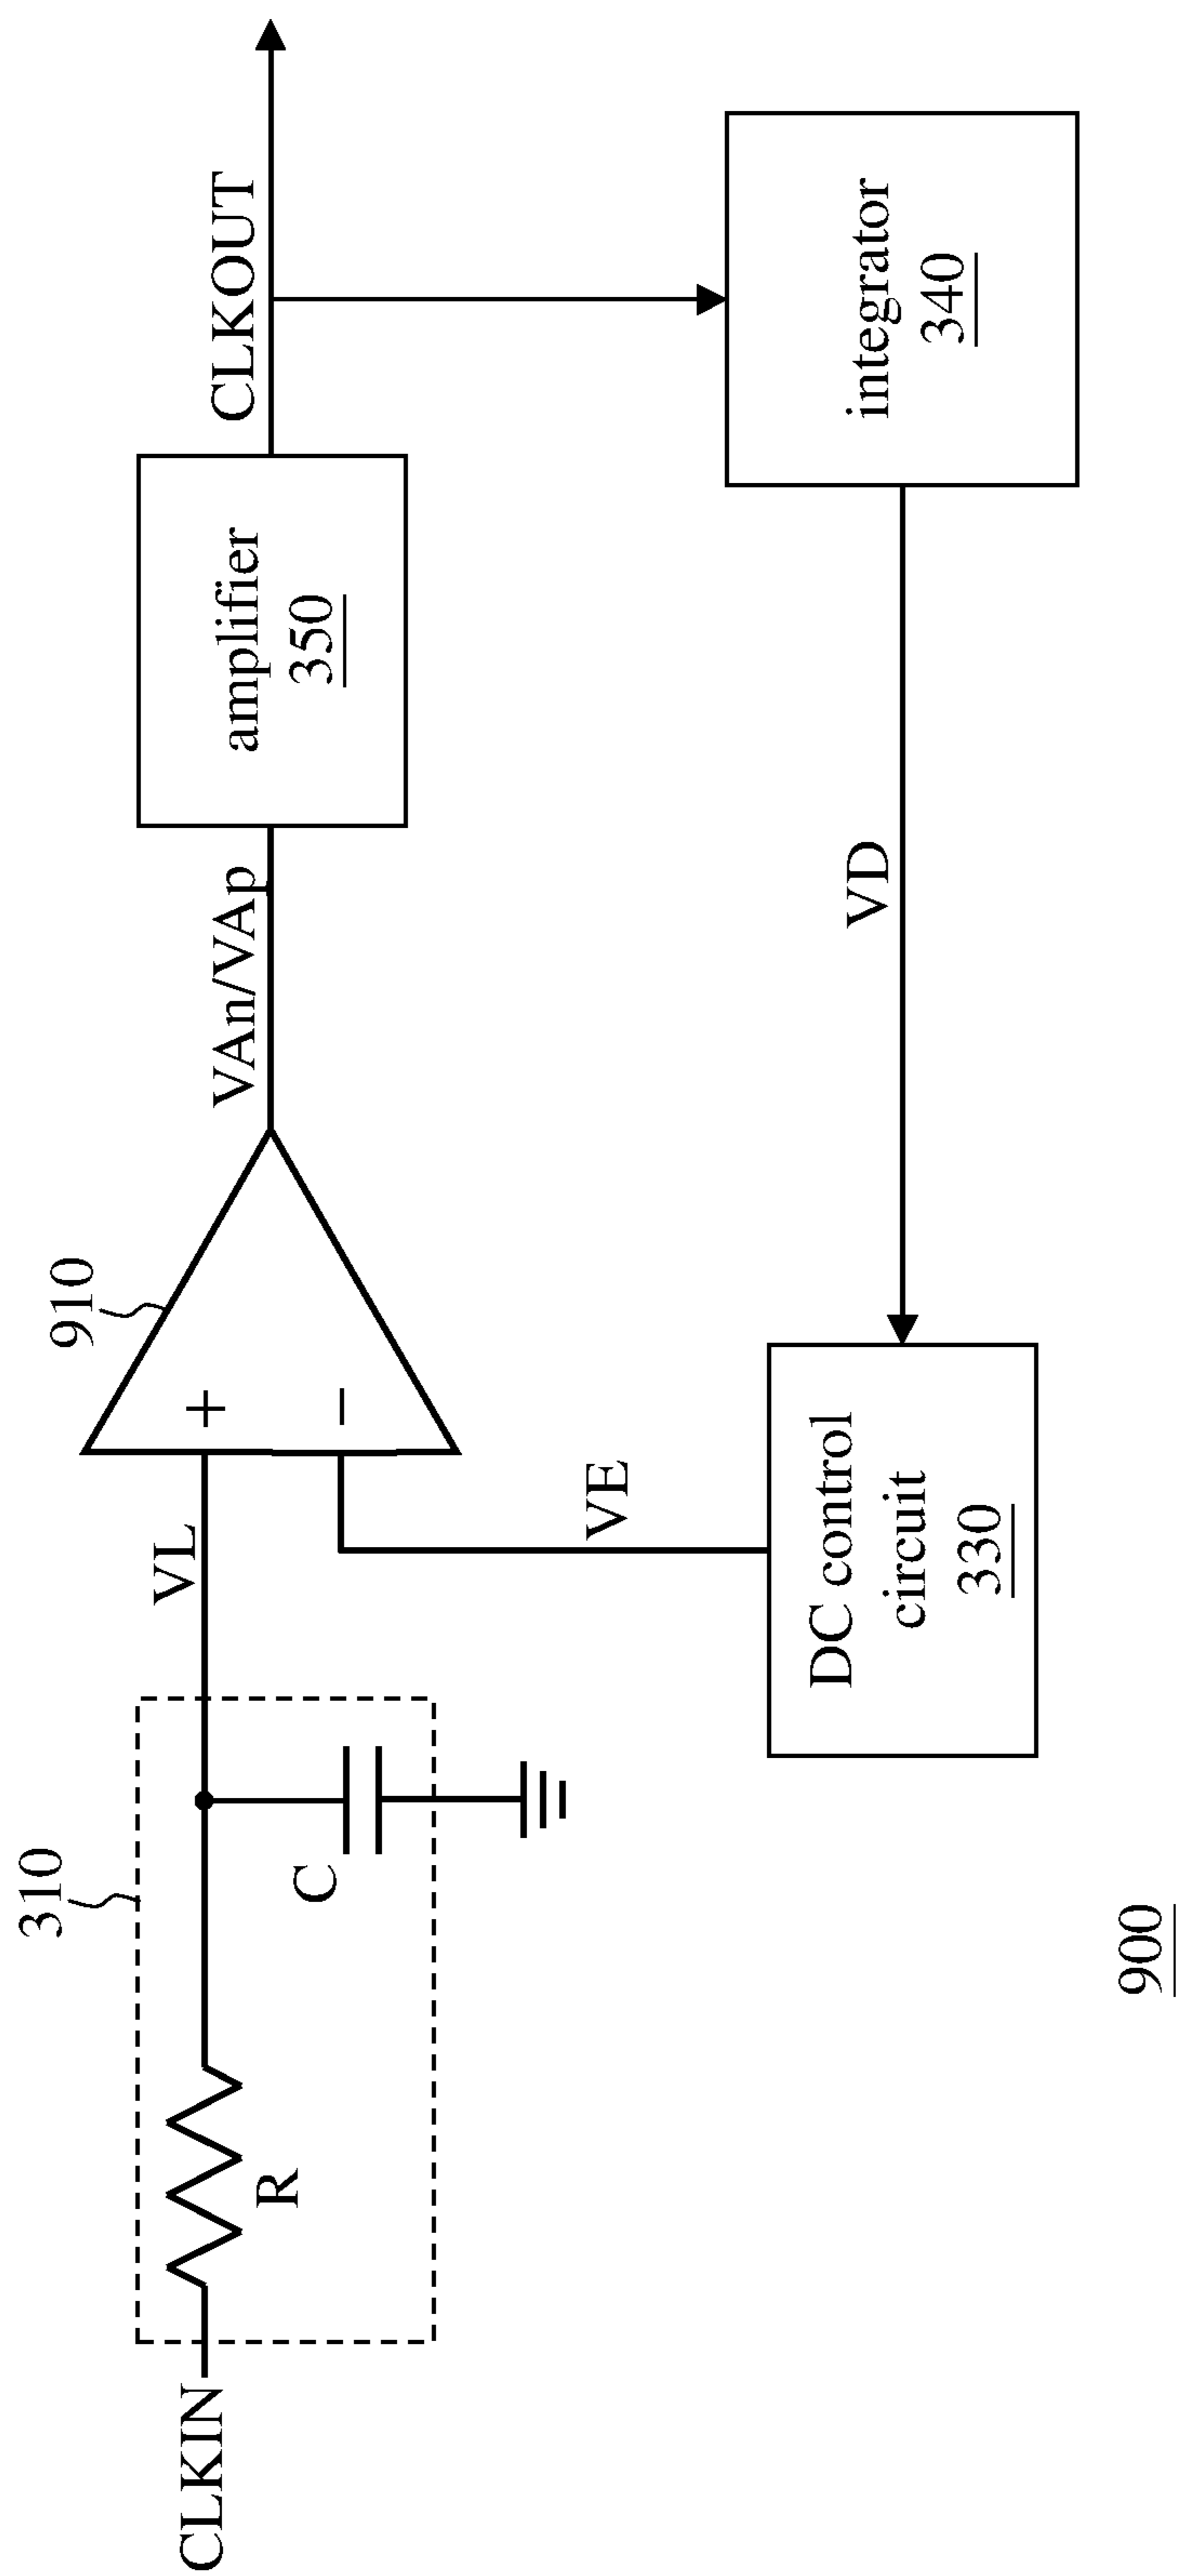 310
910
CLKIN
R
C
VL
+
−
VAn/VAp
amplifier
350
CLKOUT
VE
DC control
circuit
330
VD
integrator
340
900